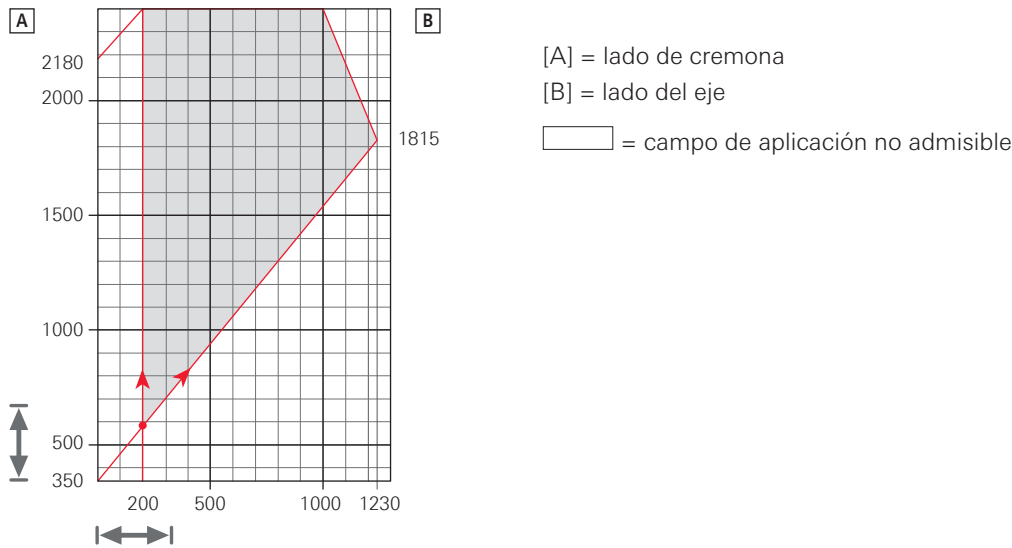 A
B
2180
2000
1815
1500
1000
500
350
200 500 1000 1230
[A] = lado de cremona
[B] = lado del eje
= campo de aplicación no admisible